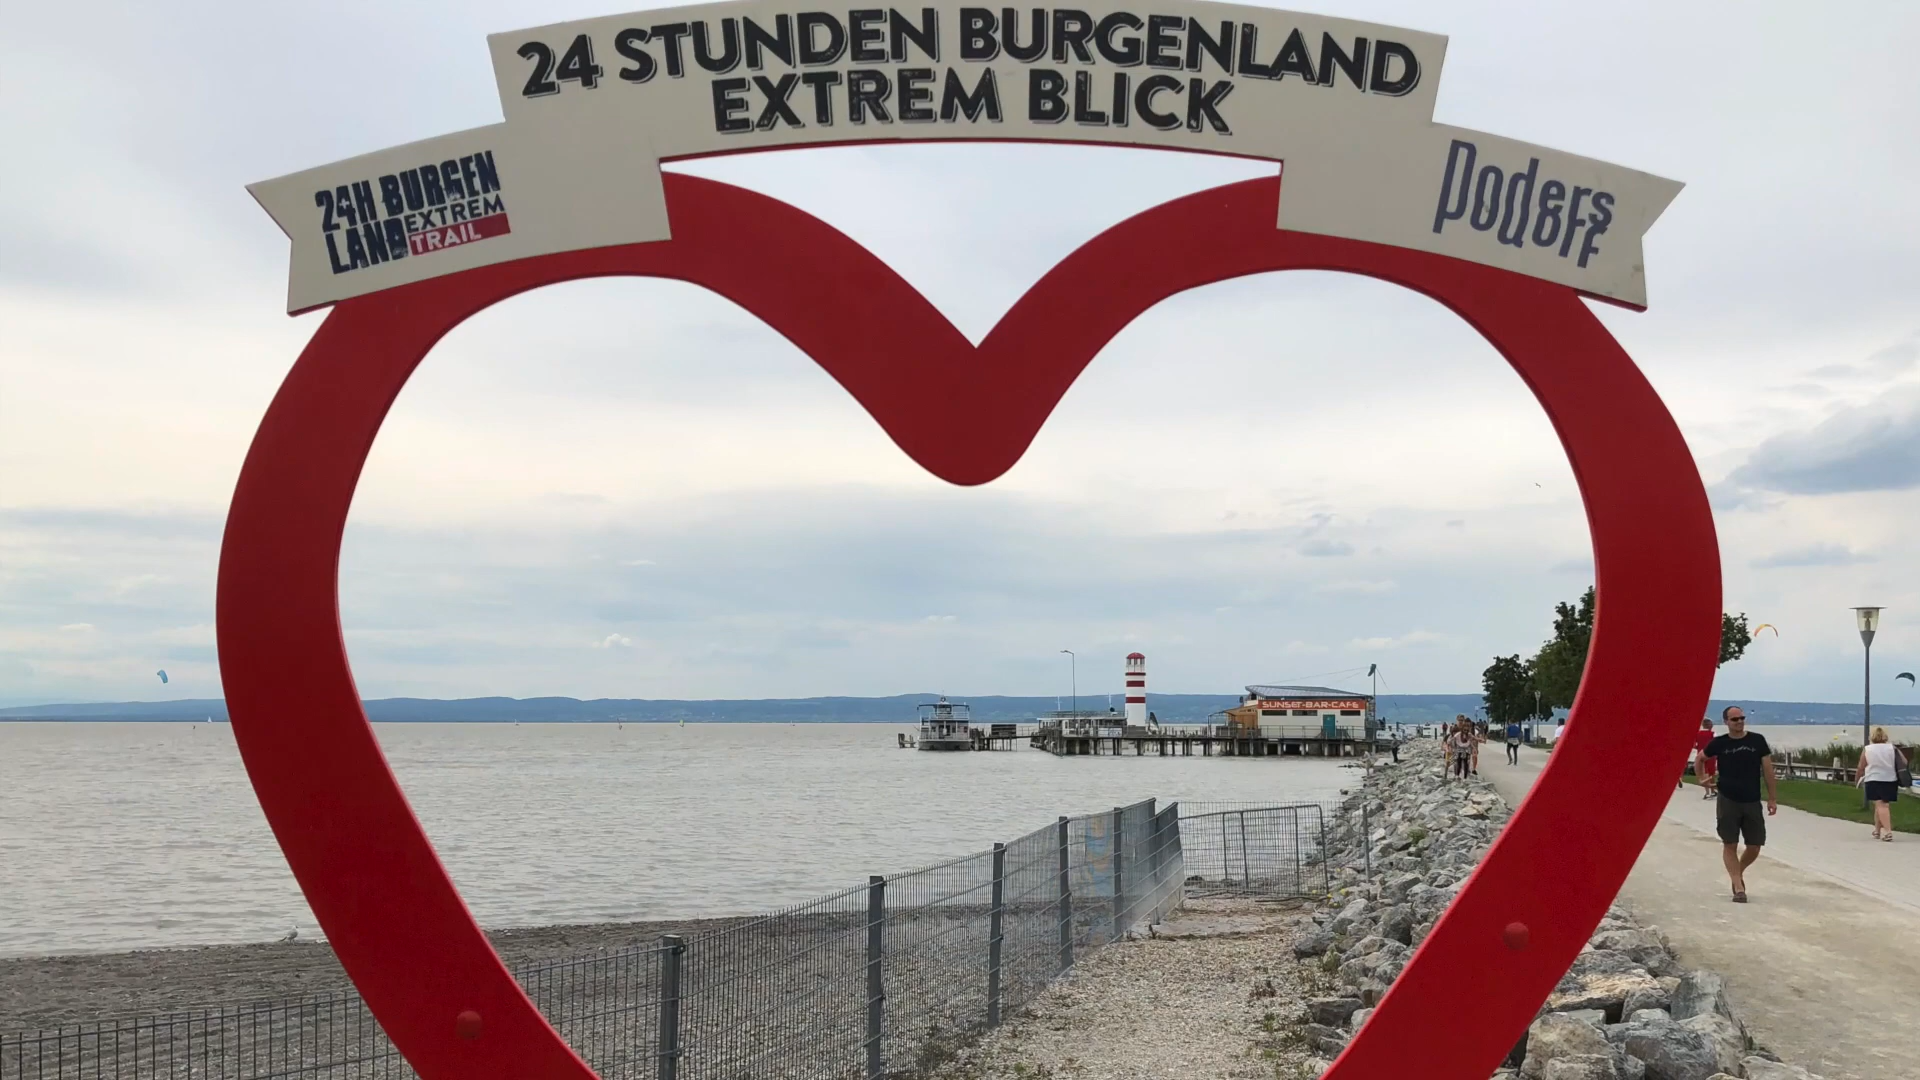 24 STUNDEN BURGENLAND
EXTREM BLICK
24H BURGEN
LAND EXTREM
TRAIL
Poders
dorf
SUNSET-BAR-CAFE